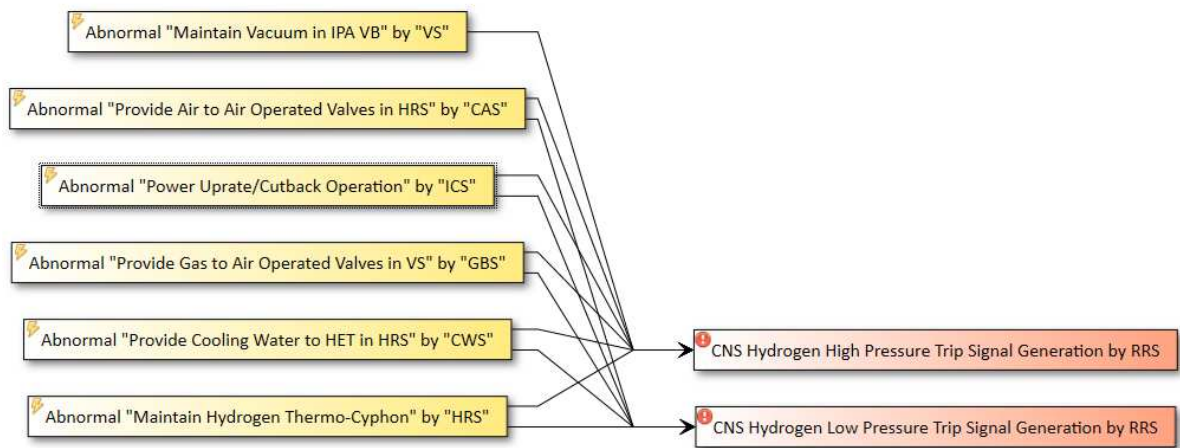 Abnormal "Maintain Vacuum in IPA VB" by "VS"
Abnormal "Provide Air to Air Operated Valves in HRS" by "CAS"
Abnormal "Power Uprate/Cutback Operation" by "ICS"
Abnormal "Provide Gas to Air Operated Valves in VS" by "GBS"
Abnormal "Provide Cooling Water to HET in HRS" by "CWS"
CNS Hydrogen High Pressure Trip Signal Generation by RRS
Abnormal "Maintain Hydrogen Thermo-Cyphon" by "HRS"
CNS Hydrogen Low Pressure Trip Signal Generation by RRS